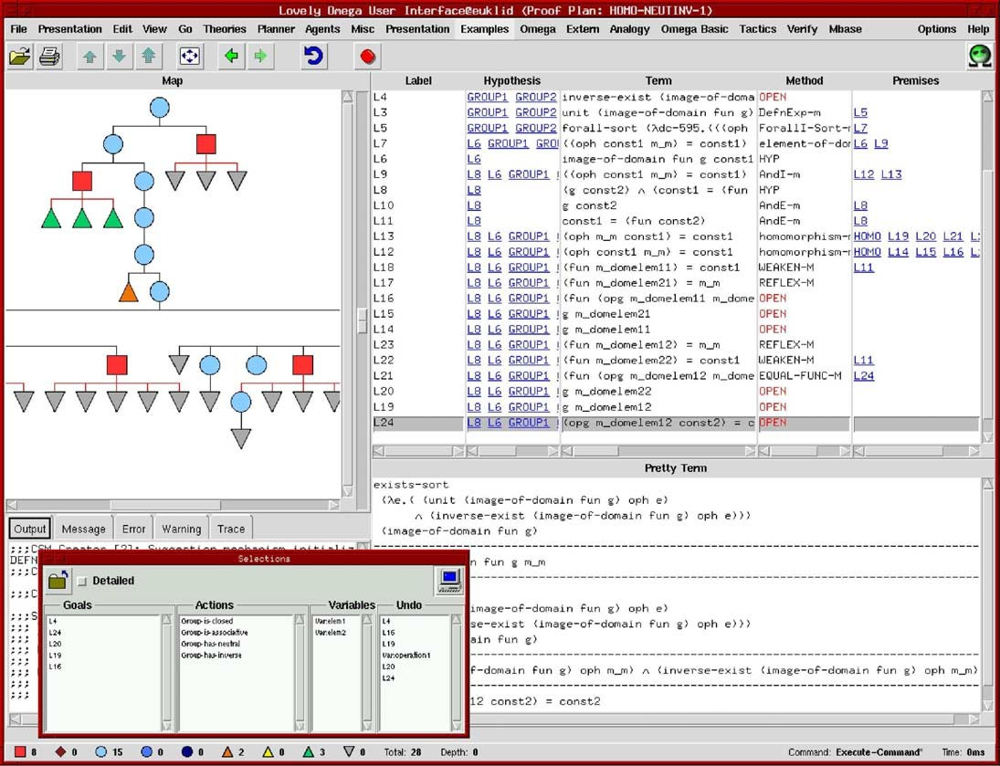 Lovely Omega User Interface@euklid (Proof Plan: HOMO-NEUTINV-1)
File Presentation Edit View Go Theories Planner Agents Misc Presentation Examples Omega Extern Analogy Omega Basic Tactics Verify Mbase Options Help
Map
Label Hypothesis Term Method Premises
L4 GROUP1 GROUP2 inverse-exist (image-of-doma OPEN
L3 GROUP1 GROUP2 unit (image-of-domain fun g) DefnExp-m L5
L5 GROUP1 GROUP2 forall-sort (λdc-595.(((oph ForallI-Sort-m L7
L7 L6 GROUP1 GROU ((oph const1 m_m) = const1) element-of-dom L6 L9
L6 L6 image-of-domain fun g const1 HYP
L9 L8 L6 GROUP1 ((oph const1 m_m) = const1) AndI-m L12 L13
L8 L8 (g const2) ∧ (const1 = (fun HYP
L10 L8 g const2 AndE-m L8
L11 L8 const1 = (fun const2) AndE-m L8
L13 L8 L6 GROUP1 (oph m_m const1) = const1 homomorphism-m HOMO L19 L20 L21
L12 L8 L6 GROUP1 (oph const1 m_m) = const1 homomorphism-m HOMO L14 L15 L16
L18 L8 L6 GROUP1 (fun m_domelem11) = const1 WEAKEN-M L11
L17 L8 L6 GROUP1 (fun m_domelem21) = m_m REFLEX-M
L16 L8 L6 GROUP1 (fun (opg m_domelem11 m_dome OPEN
L15 L8 L6 GROUP1 g m_domelem21 OPEN
L14 L8 L6 GROUP1 g m_domelem11 OPEN
L23 L8 L6 GROUP1 (fun m_domelem12) = m_m REFLEX-M
L22 L8 L6 GROUP1 (fun m_domelem22) = const1 WEAKEN-M L11
L21 L8 L6 GROUP1 (fun (opg m_domelem12 m_dome EQUAL-FUNC-M L24
L20 L8 L6 GROUP1 g m_domelem22 OPEN
L19 L8 L6 GROUP1 g m_domelem12 OPEN
L24 L8 L6 GROUP1 (opg m_domelem12 const2) = c OPEN
Pretty Term
exists-sort
(λe.( (unit (image-of-domain fun g) oph e)
∧ (inverse-exist (image-of-domain fun g) oph e)))
(image-of-domain fun g)
n fun g m_m
image-of-domain fun g) oph e)
se-exist (image-of-domain fun g) oph e)))
ain fun g)
f-domain fun g) oph m_m) ∧ (inverse-exist (image-of-domain fun g) oph m_m)
12 const2) = const2
Output Message Error Warning Trace
DEFN
;;;C
;;;C
;;;S
;;;
;;;
;;;
;;;
;;;
;;;
Selections
Detailed
Goals Actions Variables Undo
L4 Group-is-closed Var:elem1 L4
L24 Group-is-associative Var:elem2 L16
L20 Group-has-neutral L19
L19 Group-has-inverse Var:operation1
L16 L20
L24
8 0 15 0 0 2 0 3 0 Total: 28 Depth: 0 Command: Execute-Command* Time: 0ms